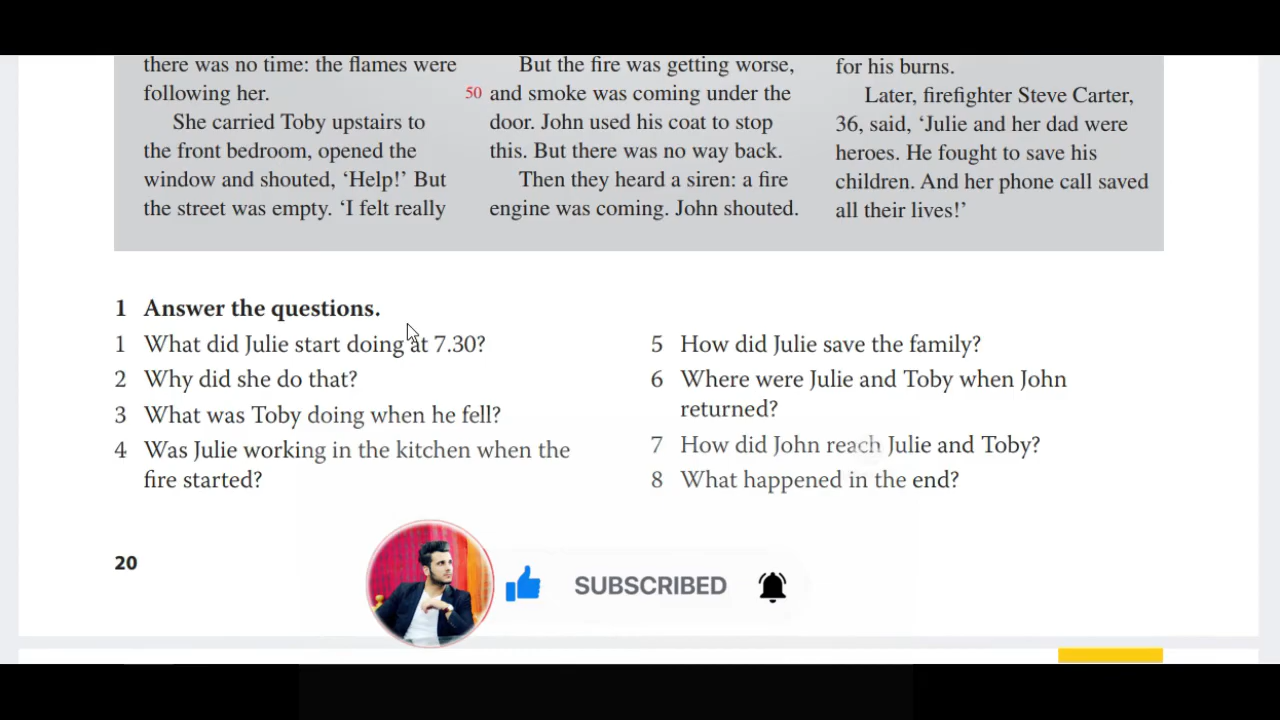 there was no time: the flames were
following her.
She carried Toby upstairs to
the front bedroom, opened the
window and shouted, ‘Help!’ But
the street was empty. ‘I felt really
But the fire was getting worse,
50 and smoke was coming under the
door. John used his coat to stop
this. But there was no way back.
Then they heard a siren: a fire
engine was coming. John shouted.
for his burns.
Later, firefighter Steve Carter,
36, said, ‘Julie and her dad were
heroes. He fought to save his
children. And her phone call saved
all their lives!’
1 Answer the questions.
1 What did Julie start doing at 7.30?
2 Why did she do that?
3 What was Toby doing when he fell?
4 Was Julie working in the kitchen when the
fire started?
5 How did Julie save the family?
6 Where were Julie and Toby when John
returned?
7 How did John reach Julie and Toby?
8 What happened in the end?
20
SUBSCRIBED